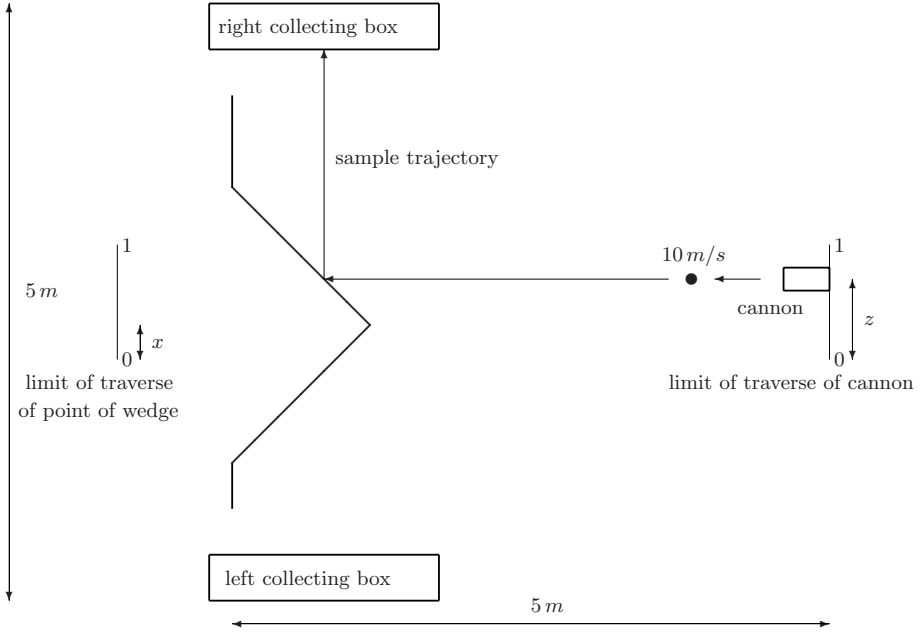 right collecting box
sample trajectory
1
10 m/s
1
5 m
cannon
z
x
0
0
limit of traverse
of point of wedge
limit of traverse of cannon
left collecting box
5 m